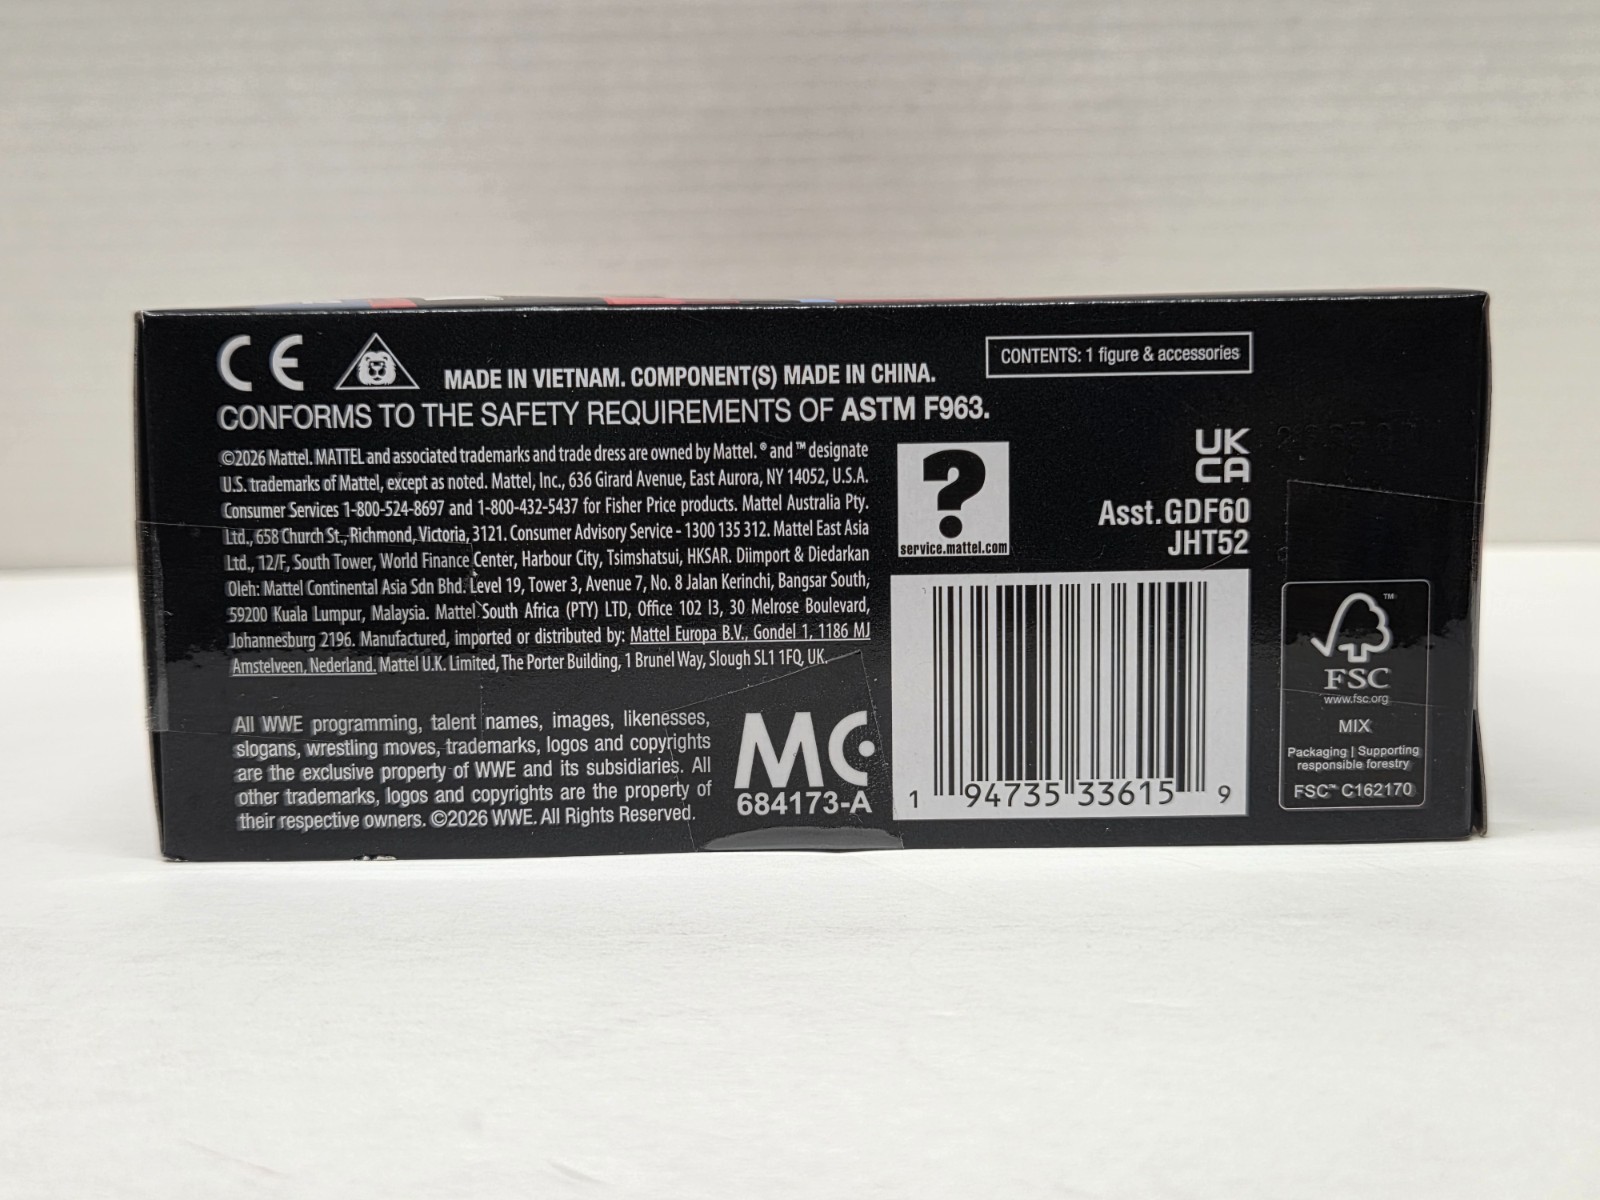 CE
MADE IN VIETNAM. COMPONENT(S) MADE IN CHINA.
CONTENTS: 1 figure & accessories
CONFORMS TO THE SAFETY REQUIREMENTS OF ASTM F963.
©2026 Mattel. MATTEL and associated trademarks and trade dress are owned by Mattel. ® and ™ designate
U.S. trademarks of Mattel, except as noted. Mattel, Inc., 636 Girard Avenue, East Aurora, NY 14052, U.S.A.
Consumer Services 1-800-524-8697 and 1-800-432-5437 for Fisher Price products. Mattel Australia Pty.
Ltd., 658 Church St., Richmond, Victoria, 3121. Consumer Advisory Service - 1300 135 312. Mattel East Asia
Ltd., 12/F, South Tower, World Finance Center, Harbour City, Tsimshatsui, HKSAR. Diimport & Diedarkan
Oleh: Mattel Continental Asia Sdn Bhd. Level 19, Tower 3, Avenue 7, No. 8 Jalan Kerinchi, Bangsar South,
59200 Kuala Lumpur, Malaysia. Mattel South Africa (PTY) LTD, Office 102 I3, 30 Melrose Boulevard,
Johannesburg 2196. Manufactured, imported or distributed by: Mattel Europa B.V., Gondel 1, 1186 MJ
Amstelveen, Nederland. Mattel U.K. Limited, The Porter Building, 1 Brunel Way, Slough SL1 1FQ, UK.
All WWE programming, talent names, images, likenesses,
slogans, wrestling moves, trademarks, logos and copyrights
are the exclusive property of WWE and its subsidiaries. All
other trademarks, logos and copyrights are the property of
their respective owners. ©2026 WWE. All Rights Reserved.
MC
684173-A
?
service.mattel.com
UK
CA
Asst.GDF60
JHT52
1 94735 33615 9
™
FSC
www.fsc.org
MIX
Packaging | Supporting
responsible forestry
FSC™ C162170